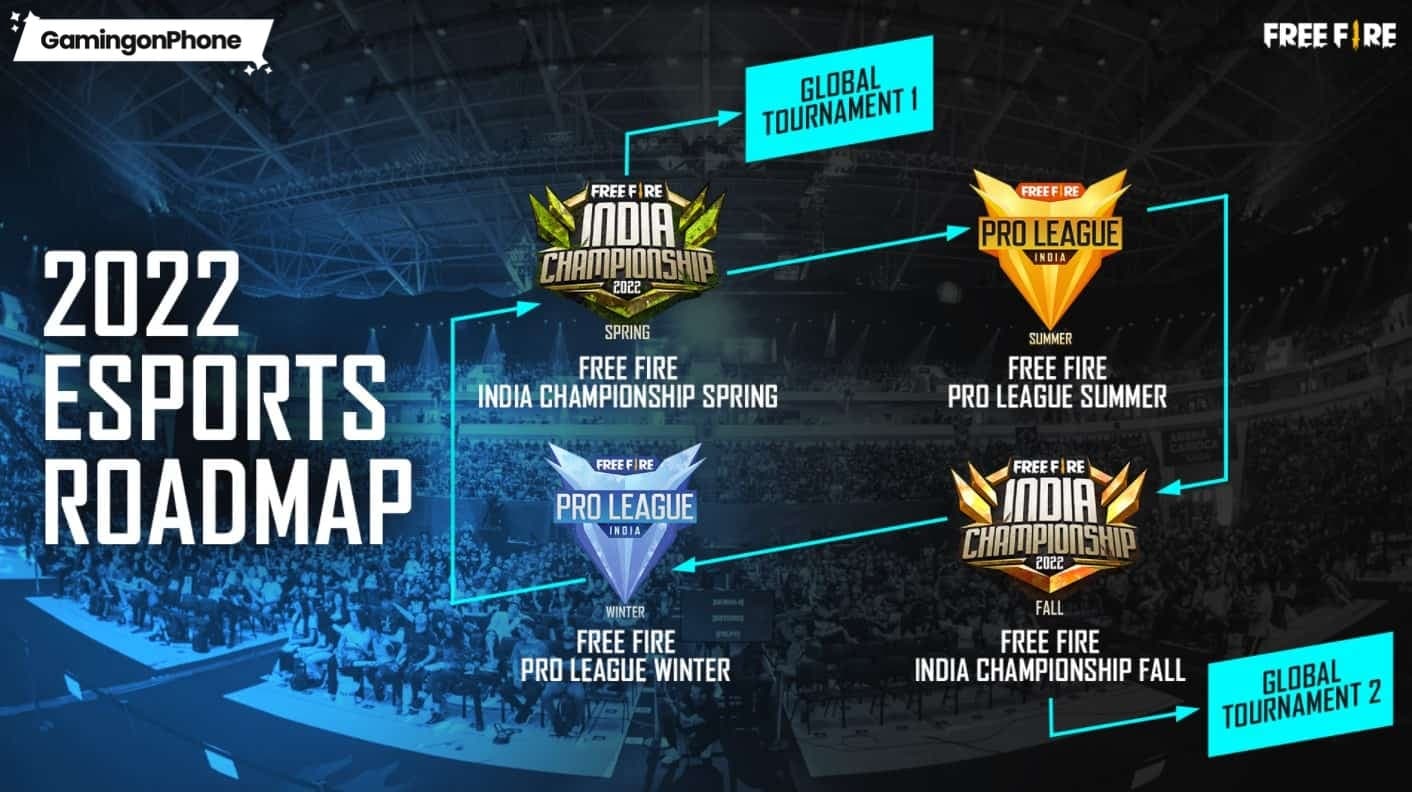 GamingonPhone
FREE FIRE
GLOBAL
TOURNAMENT 1
2022
ESPORTS
ROADMAP
FREE FIRE
INDIA
CHAMPIONSHIP
2022
SPRING
FREE FIRE
INDIA CHAMPIONSHIP SPRING
FREE FIRE
PRO LEAGUE
INDIA
SUMMER
FREE FIRE
PRO LEAGUE SUMMER
FREE FIRE
PRO LEAGUE
INDIA
WINTER
FREE FIRE
PRO LEAGUE WINTER
FREE FIRE
INDIA
CHAMPIONSHIP
2022
FALL
FREE FIRE
INDIA CHAMPIONSHIP FALL
GLOBAL
TOURNAMENT 2